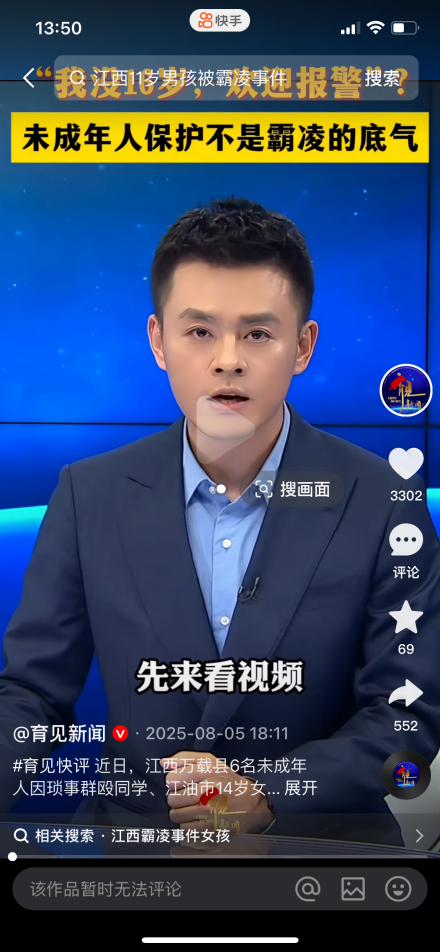 13:50
快手
江西11岁男孩被霸凌事件
搜索
“我没10岁，欢迎报警”？
未成年人保护不是霸凌的底气
搜画面
3302
评论
69
552
先来看视频
@育见新闻 · 2025-08-05 18:11
#育见快评 近日，江西万载县6名未成年
人因琐事群殴同学、江油市14岁女... 展开
相关搜索 · 江西霸凌事件女孩
该作品暂时无法评论